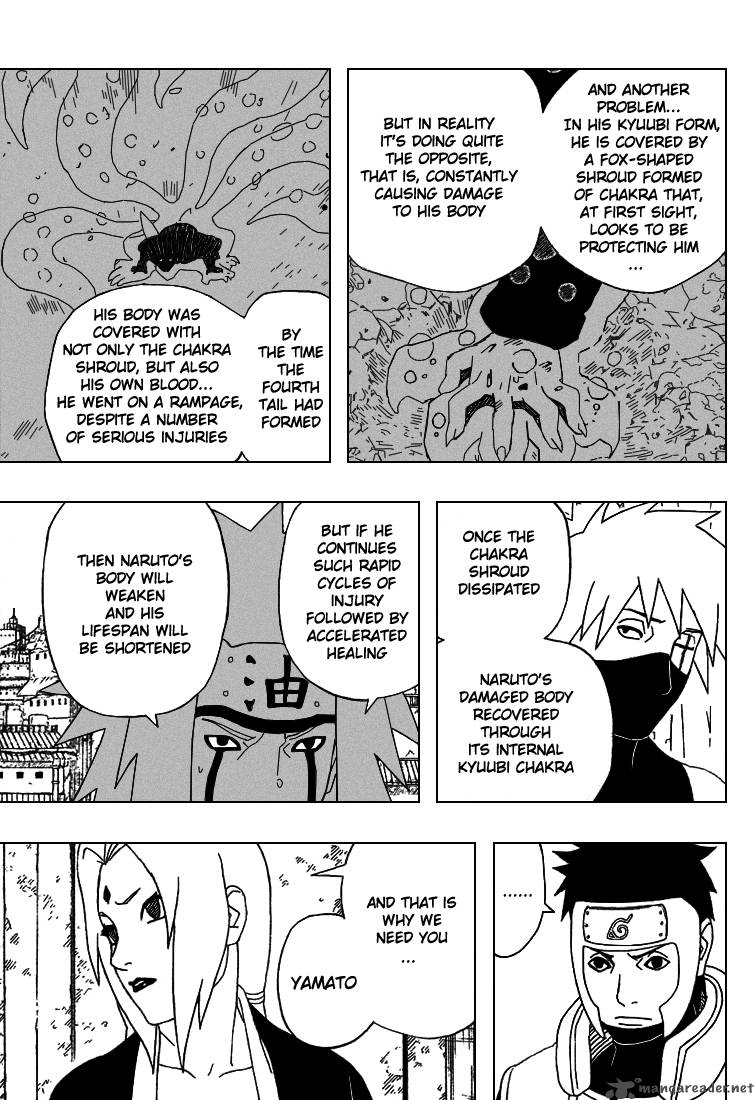 AND ANOTHER
PROBLEM...
IN HIS KYUUBI FORM,
HE IS COVERED BY
A FOX-SHAPED
SHROUD FORMED
OF CHAKRA THAT,
AT FIRST SIGHT,
LOOKS TO BE
PROTECTING HIM
...
BUT IN REALITY
IT'S DOING QUITE
THE OPPOSITE,
THAT IS, CONSTANTLY
CAUSING DAMAGE
TO HIS BODY
BY
THE TIME
THE
FOURTH
TAIL HAD
FORMED
HIS BODY WAS
COVERED WITH
NOT ONLY THE CHAKRA
SHROUD, BUT ALSO
HIS OWN BLOOD...
HE WENT ON A RAMPAGE,
DESPITE A NUMBER
OF SERIOUS INJURIES
ONCE THE
CHAKRA
SHROUD
DISSIPATED
NARUTO'S
DAMAGED BODY
RECOVERED
THROUGH
ITS INTERNAL
KYUUBI CHAKRA
BUT IF HE
CONTINUES
SUCH RAPID
CYCLES OF
INJURY
FOLLOWED BY
ACCELERATED
HEALING
THEN NARUTO'S
BODY WILL
WEAKEN
AND HIS
LIFESPAN WILL
BE SHORTENED
油
.......
AND THAT IS
WHY WE
NEED YOU
...
YAMATO
mangareader.net